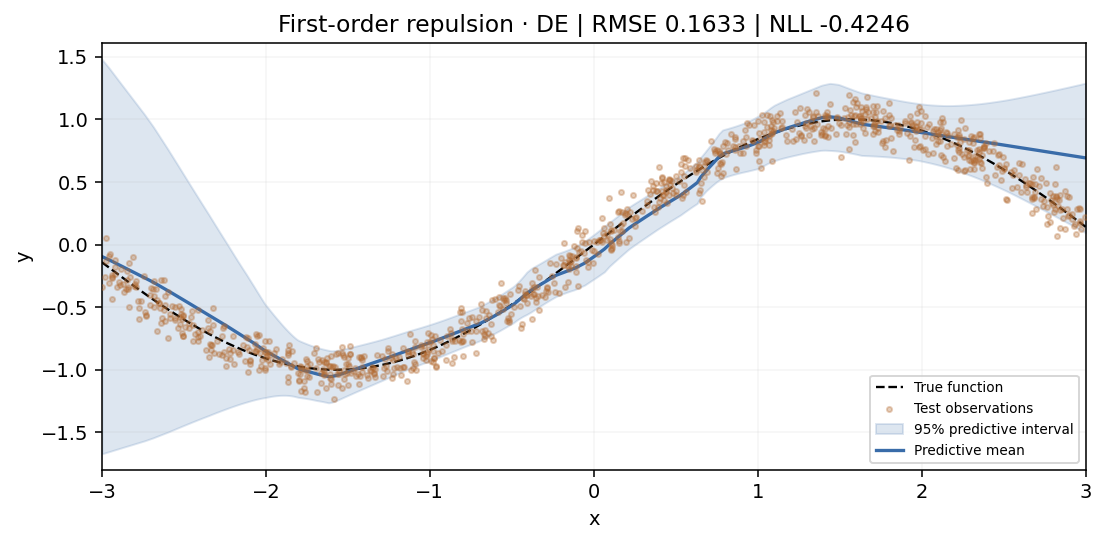 First-order repulsion · DE | RMSE 0.1633 | NLL -0.4246
1.5
1.0
0.5
0.0
−0.5
−1.0
−1.5
y
−3
−2
−1
0
1
2
3
x
True function
Test observations
95% predictive interval
Predictive mean